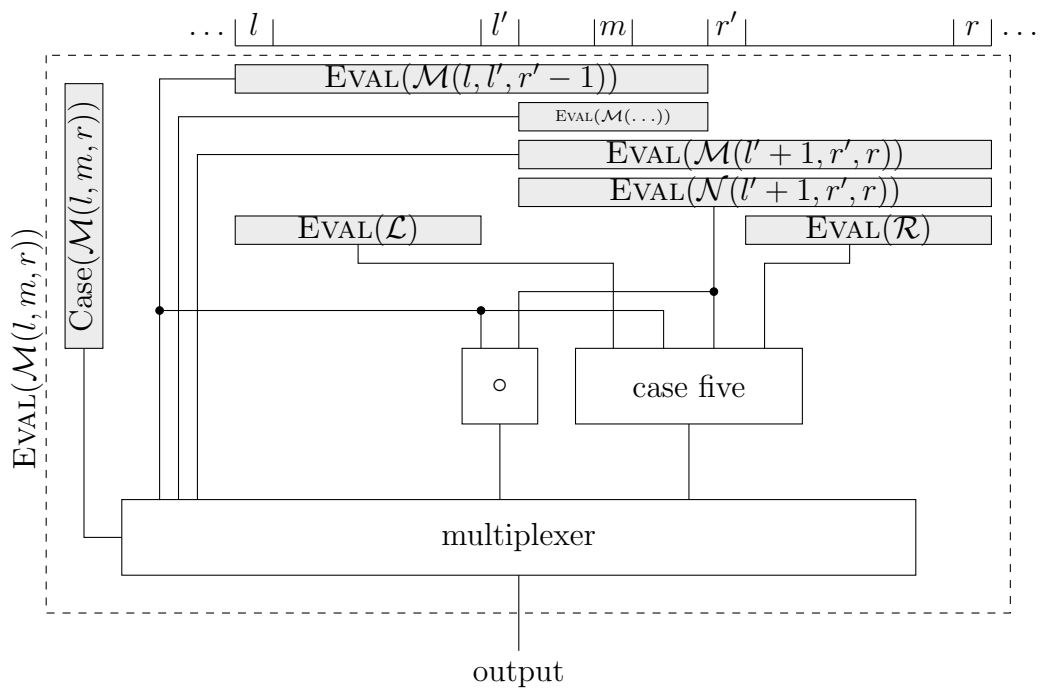 … l l′ m r′ r …
EVAL(ℳ(l, l′, r′ − 1))
EVAL(ℳ(…))
EVAL(ℳ(l′ + 1, r′, r))
EVAL(𝒩(l′ + 1, r′, r))
EVAL(ℒ) EVAL(ℛ)
Case(ℳ(l, m, r))
EVAL(ℳ(l, m, r))
∘ case five
multiplexer
output